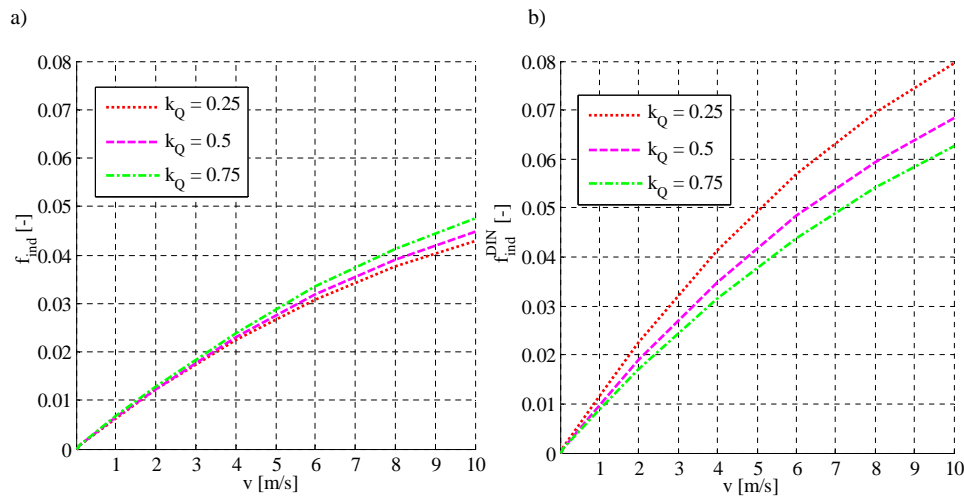 a)
0.08
0.07
0.06
0.05
0.04
0.03
0.02
0.01
0
f_ind [-]
k_Q = 0.25
k_Q = 0.5
k_Q = 0.75
1 2 3 4 5 6 7 8 9 10
v [m/s]
b)
0.08
0.07
0.06
0.05
0.04
0.03
0.02
0.01
0
f_ind^DIN [-]
k_Q = 0.25
k_Q = 0.5
k_Q = 0.75
1 2 3 4 5 6 7 8 9 10
v [m/s]